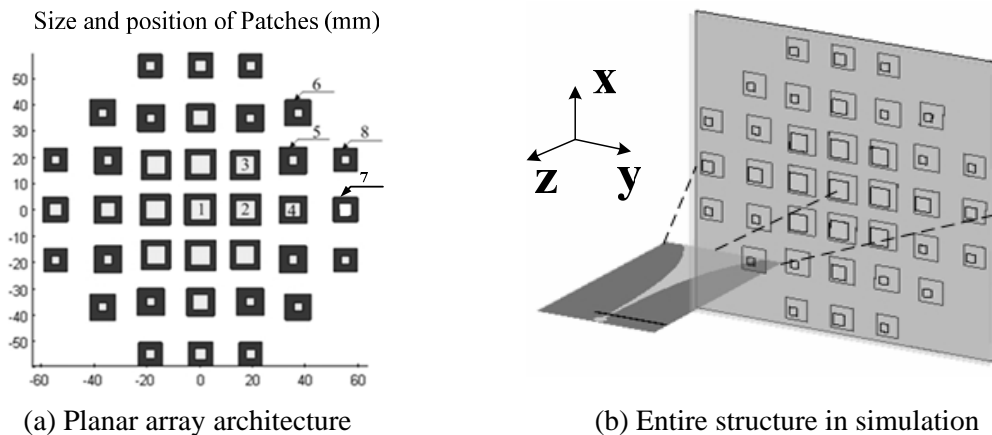 Size and position of Patches (mm)
50
40
30
20
10
0
-10
-20
-30
-40
-50
-60 -40 -20 0 20 40 60
6
5 8
3
7
1 2 4
x
z y
(a) Planar array architecture
(b) Entire structure in simulation